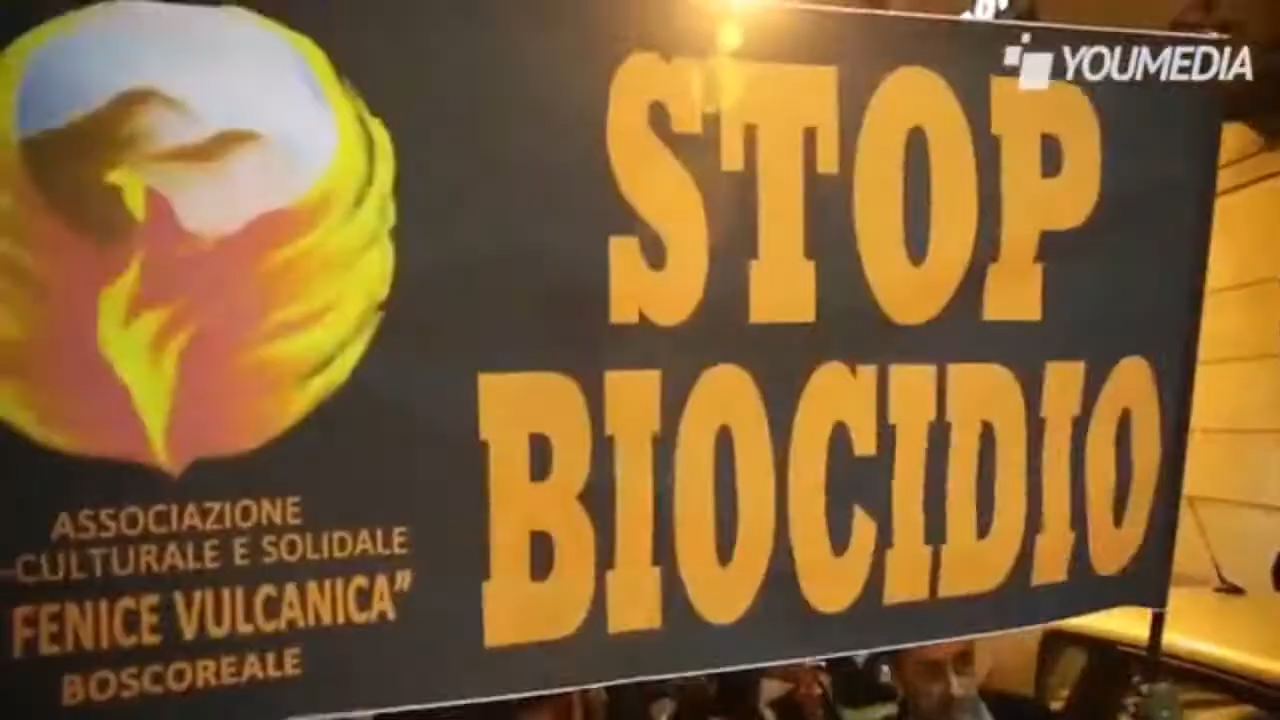 YOUMEDIA
STOP
BIOCIDIO
ASSOCIAZIONE
CULTURALE E SOLIDALE
FENICE VULCANICA”
BOSCOREALE